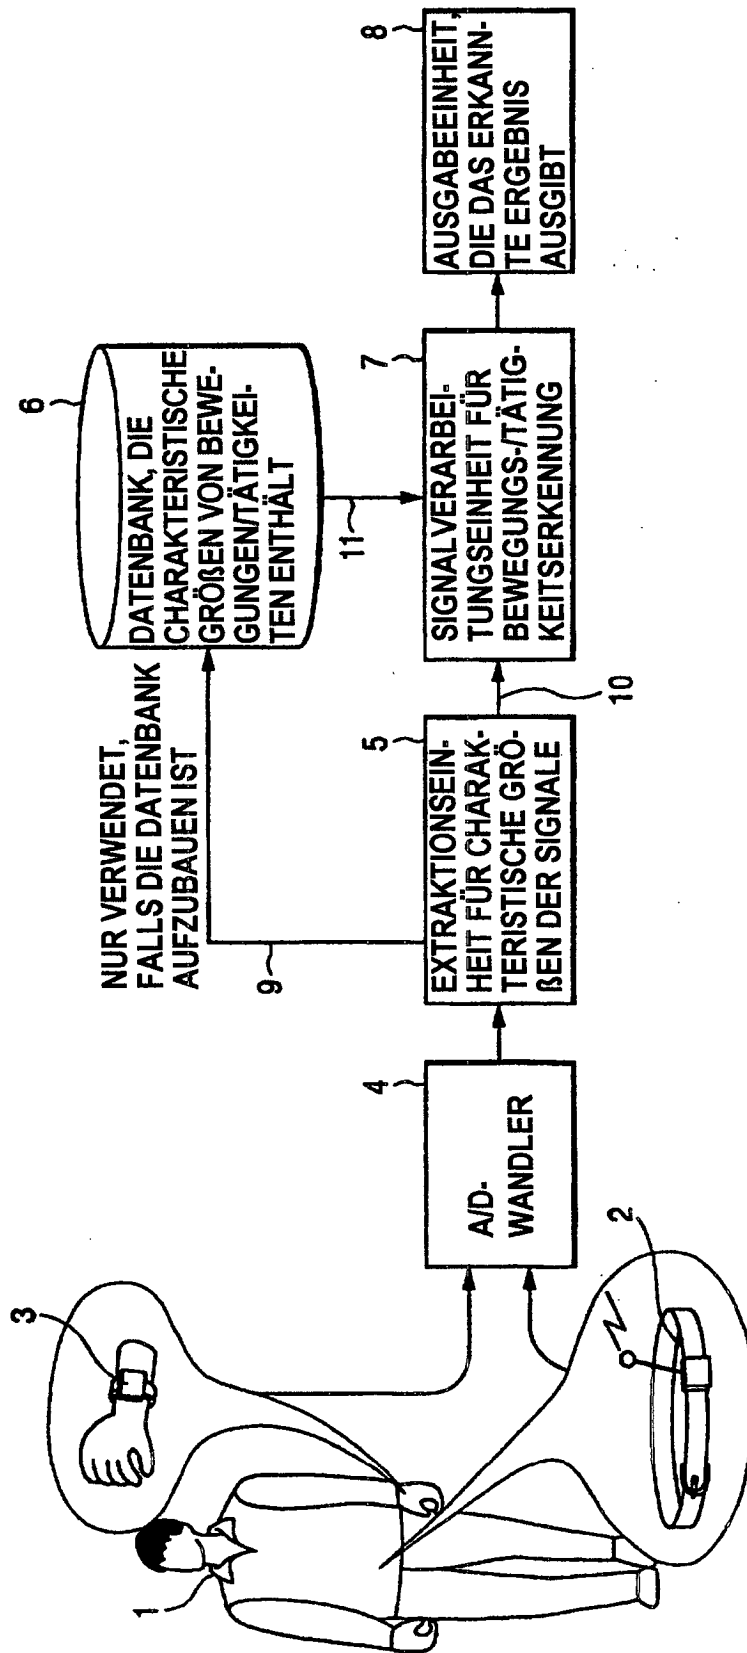 1
3
2
4
A/D-
WANDLER
5
EXTRAKTIONSEIN-
HEIT FÜR CHARAK-
TERISTISCHE GRÖ-
ßEN DER SIGNALE
9
NUR VERWENDET,
FALLS DIE DATENBANK
AUFZUBAUEN IST
6
DATENBANK, DIE
CHARAKTERISTISCHE
GRÖßEN VON BEWE-
GUNGEN/TÄTIGKEI-
TEN ENTHÄLT
11
10
7
SIGNALVERARBEI-
TUNGSEINHEIT FÜR
BEWEGUNGS-/TÄTIG-
KEITSERKENNUNG
8
AUSGABEEINHEIT,
DIE DAS ERKANN-
TE ERGEBNIS
AUSGIBT